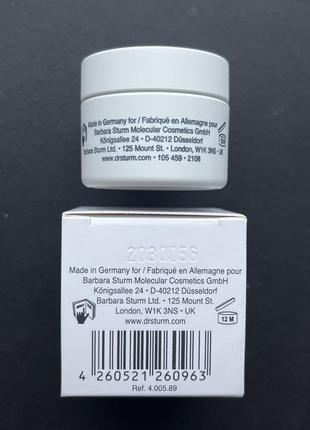 Made in Germany for / Fabriqué en Allemagne pour
Barbara Sturm Molecular Cosmetics GmbH
Königsallee 24 • D-40212 Düsseldorf
Barbara Sturm Ltd. • 125 Mount St. •
London, W1K 3NS • UK
www.drsturm.com • 105 459 • 2108
2030056
Made in Germany for / Fabriqué en Allemagne pour
Barbara Sturm Molecular Cosmetics GmbH
Königsallee 24 • D-40212 Düsseldorf
Barbara Sturm Ltd. • 125 Mount St.
London, W1K 3NS • UK
www.drsturm.com
12 M
4 260521 260963
Ref. 4.005.89